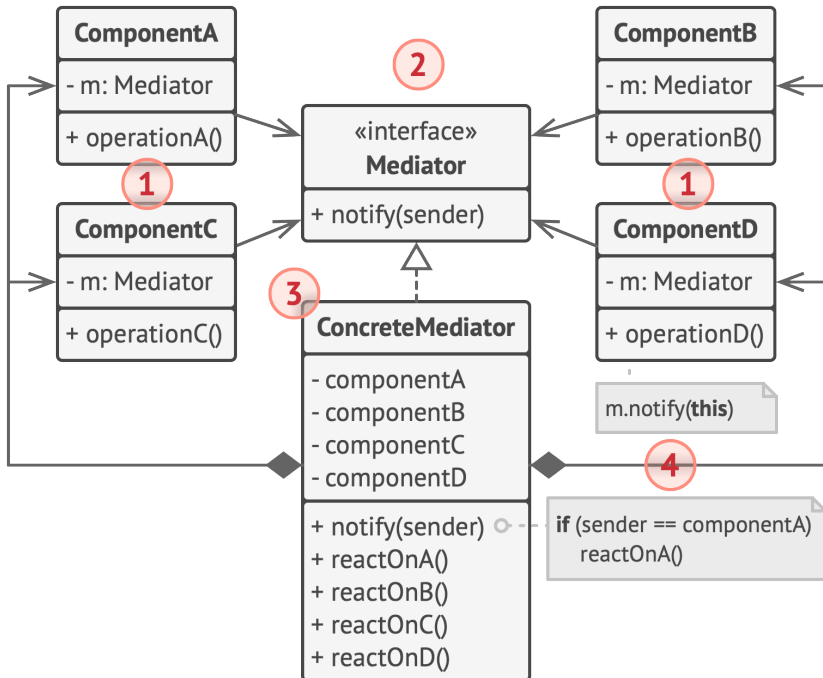 ComponentA
- m: Mediator
+ operationA()
1
ComponentC
- m: Mediator
+ operationC()
2
«interface»
Mediator
+ notify(sender)
ComponentB
- m: Mediator
+ operationB()
1
ComponentD
- m: Mediator
+ operationD()
m.notify(this)
3
ConcreteMediator
- componentA
- componentB
- componentC
- componentD
+ notify(sender)
+ reactOnA()
+ reactOnB()
+ reactOnC()
+ reactOnD()
4
if (sender == componentA)
reactOnA()